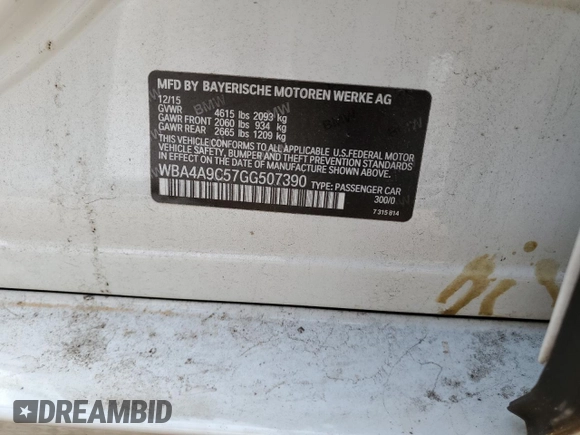 MFD BY BAYERISCHE MOTOREN WERKE AG
12/15
GVWR 4615 lbs 2093 kg
GAWR FRONT 2060 lbs 934 kg
GAWR REAR 2665 lbs 1209 kg
THIS VEHICLE CONFORMS TO ALL APPLICABLE U.S.FEDERAL MOTOR
VEHICLE SAFETY, BUMPER AND THEFT PREVENTION STANDARDS IN
EFFECT ON THE DATE OF MANUFACTURE SHOWN ABOVE.
WBA4A9C57GG507390 TYPE: PASSENGER CAR
300/0
7 315 814
DREAMBID